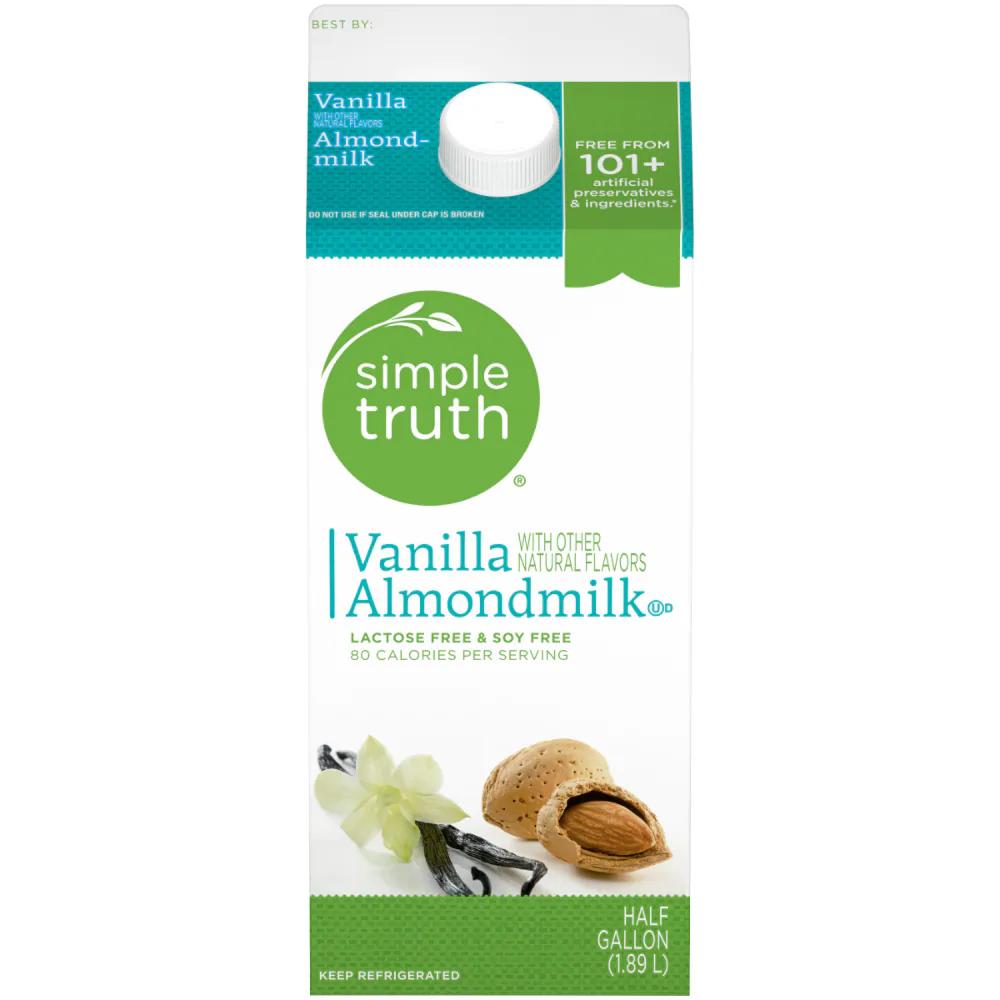 BEST BY:
Vanilla
WITH OTHER
NATURAL FLAVORS
Almond-
milk
DO NOT USE IF SEAL UNDER CAP IS BROKEN
FREE FROM
101+
artificial
preservatives
& ingredients.*
simple
truth
®
Vanilla WITH OTHER
NATURAL FLAVORS
Almondmilk Ⓤ D
LACTOSE FREE & SOY FREE
80 CALORIES PER SERVING
HALF
GALLON
(1.89 L)
KEEP REFRIGERATED